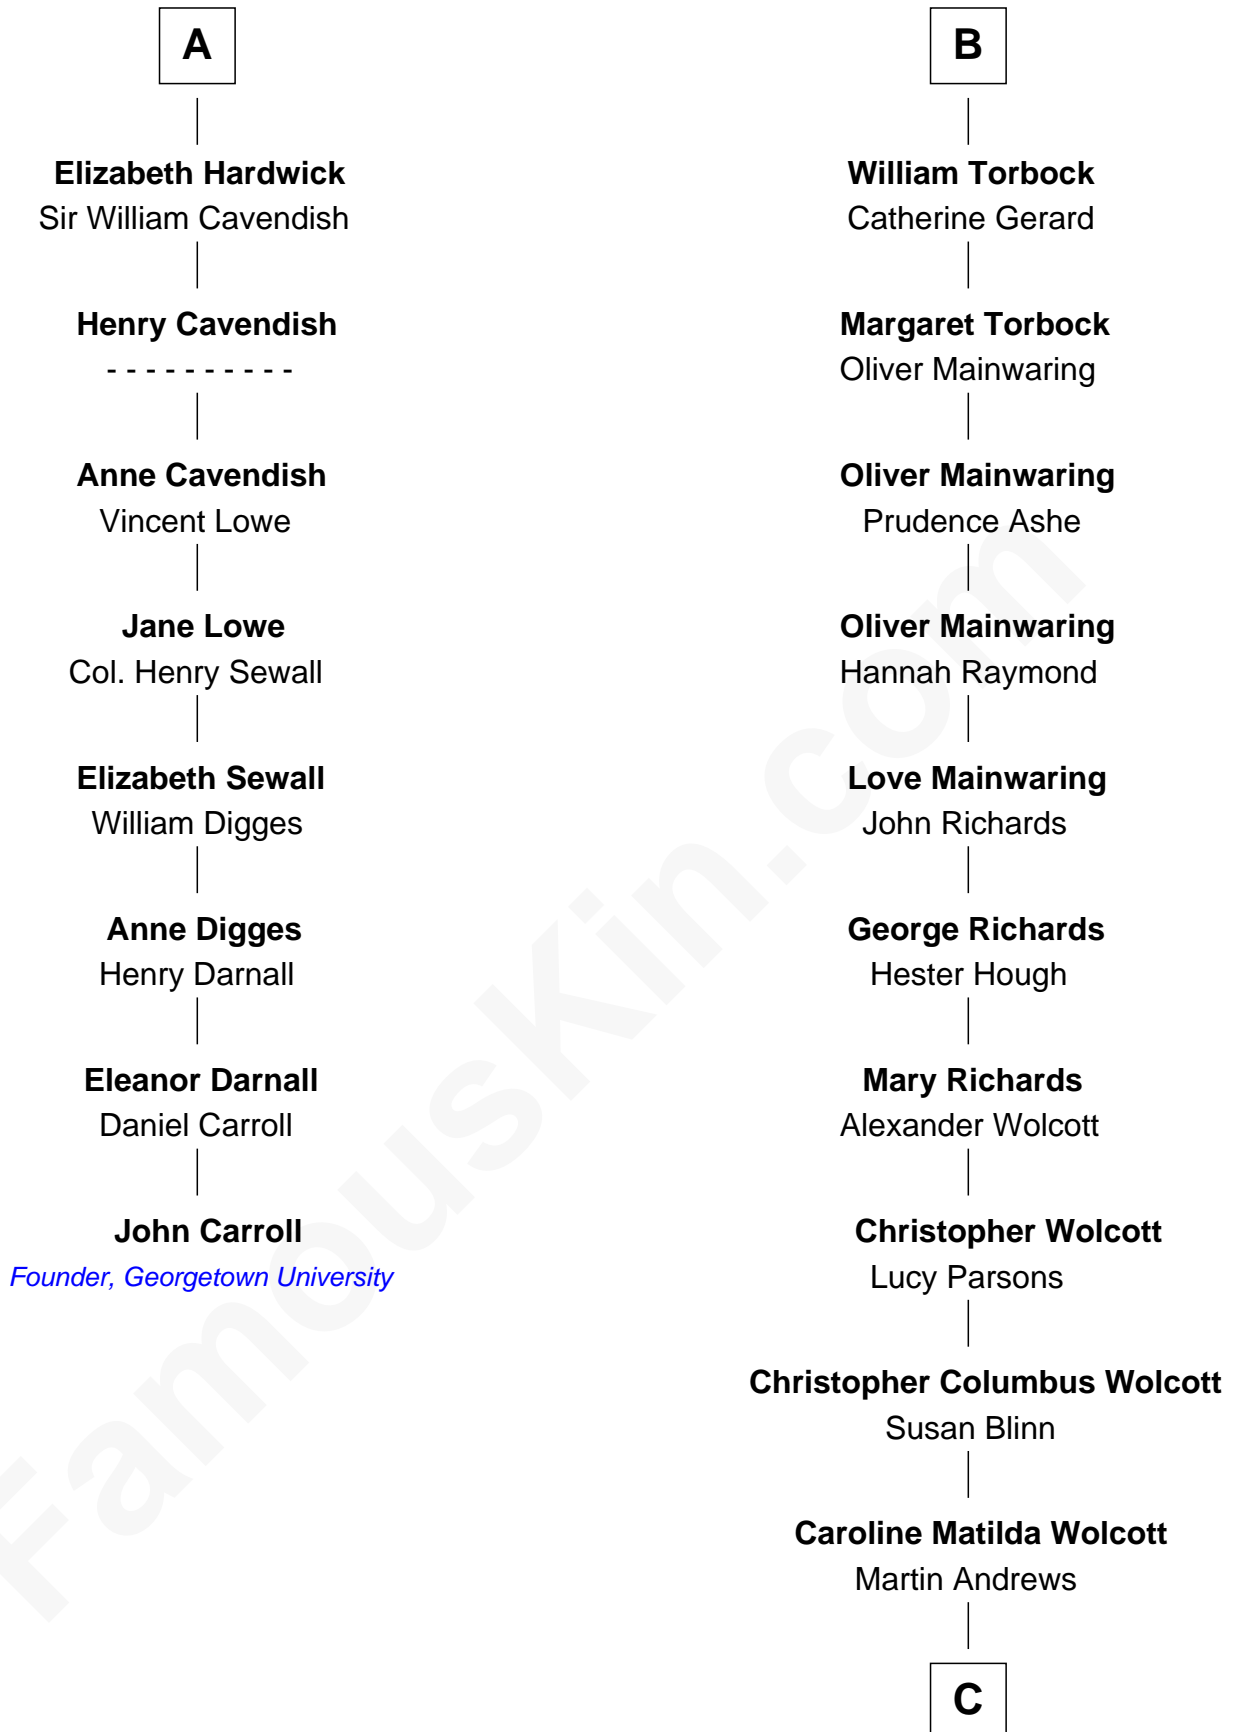 A
Elizabeth Hardwick
Sir William Cavendish
Henry Cavendish
- - - - - - - - - -
Anne Cavendish
Vincent Lowe
Jane Lowe
Col. Henry Sewall
Elizabeth Sewall
William Digges
Anne Digges
Henry Darnall
Eleanor Darnall
Daniel Carroll
John Carroll
Founder, Georgetown University
B
William Torbock
Catherine Gerard
Margaret Torbock
Oliver Mainwaring
Oliver Mainwaring
Prudence Ashe
Oliver Mainwaring
Hannah Raymond
Love Mainwaring
John Richards
George Richards
Hester Hough
Mary Richards
Alexander Wolcott
Christopher Wolcott
Lucy Parsons
Christopher Columbus Wolcott
Susan Blinn
Caroline Matilda Wolcott
Martin Andrews
C
FamousKin.com